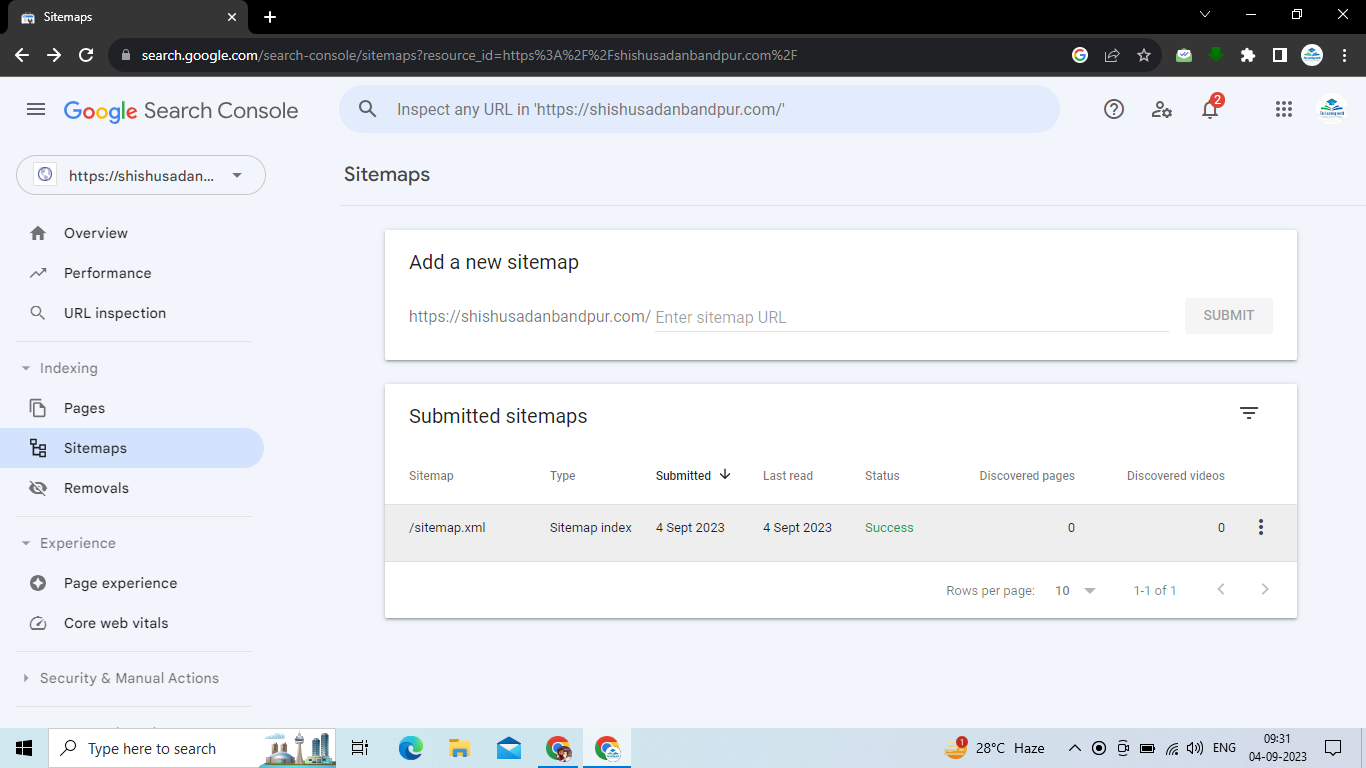 Sitemaps
search.google.com/search-console/sitemaps?resource_id=https%3A%2F%2Fshishusadanbandpur.com%2F
Google Search Console
Inspect any URL in 'https://shishusadanbandpur.com/'
2
https://shishusadan...
Sitemaps
Overview
Performance
URL inspection
Indexing
Pages
Sitemaps
Removals
Experience
Page experience
Core web vitals
Security & Manual Actions
Add a new sitemap
https://shishusadanbandpur.com/ Enter sitemap URL SUBMIT
Submitted sitemaps
Sitemap Type Submitted Last read Status Discovered pages Discovered videos
/sitemap.xml Sitemap index 4 Sept 2023 4 Sept 2023 Success 0 0
Rows per page: 10 1-1 of 1
Type here to search
1
28°C Haze
ENG
09:31
04-09-2023